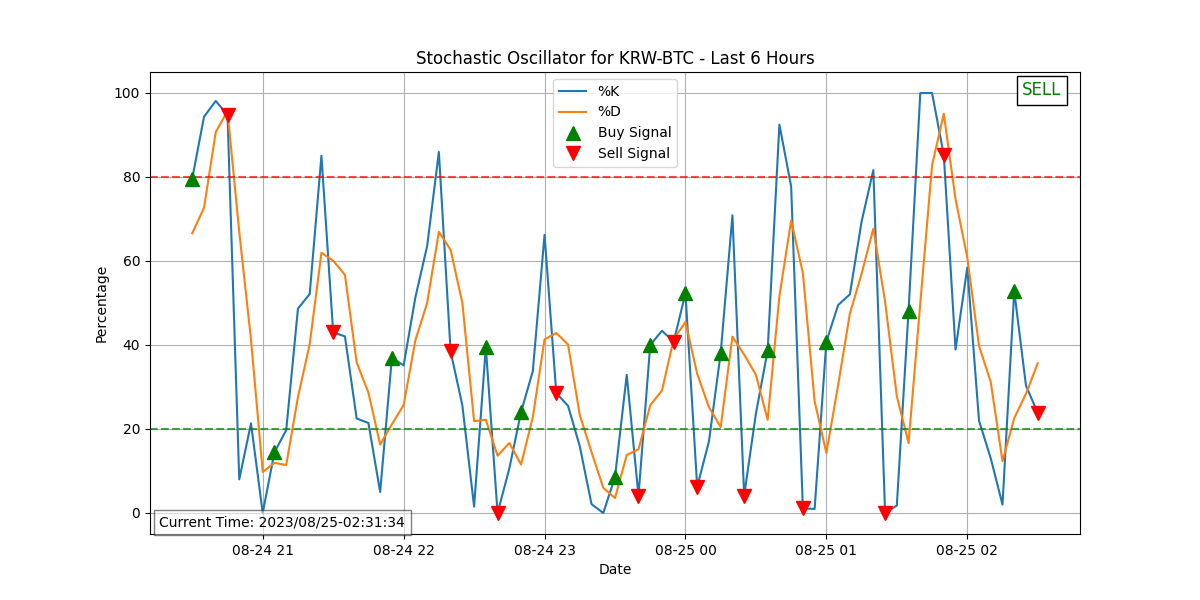 Stochastic Oscillator for KRW-BTC - Last 6 Hours
SELL
%K
%D
Buy Signal
Sell Signal
100
80
60
40
20
0
Percentage
Current Time: 2023/08/25-02:31:34
08-24 21
08-24 22
08-24 23
08-25 00
08-25 01
08-25 02
Date